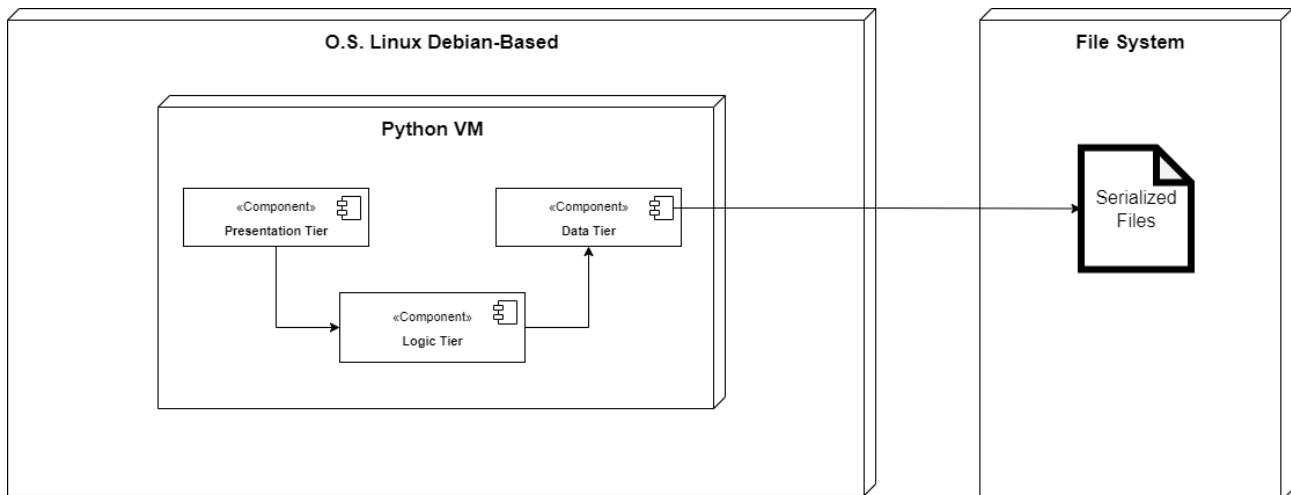 O.S. Linux Debian-Based
File System
Python VM
«Component»
Presentation Tier
«Component»
Data Tier
Serialized
Files
«Component»
Logic Tier